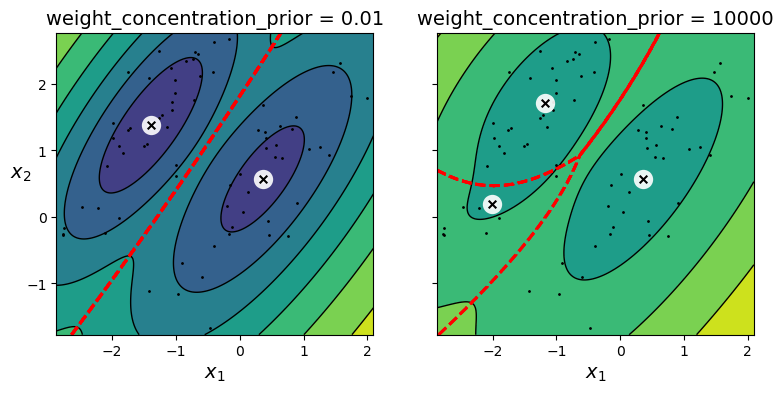 weight_concentration_prior = 0.01
weight_concentration_prior = 10000
x₂
2
1
0
−1
−2 −1 0 1 2
−2 −1 0 1 2
x₁
x₁